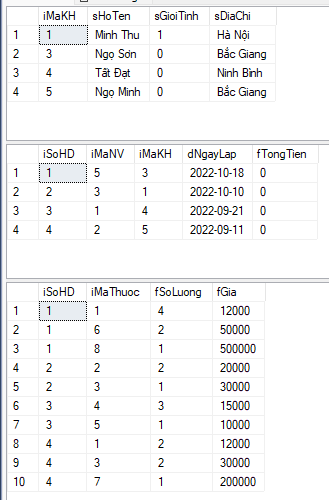 iMaKH sHoTen sGioiTinh sDiaChi
1 1 Minh Thu 1 Hà Nội
2 3 Ngọ Sơn 0 Bắc Giang
3 4 Tất Đạt 0 Ninh Bình
4 5 Ngọ Minh 0 Bắc Giang
iSoHD iMaNV iMaKH dNgayLap fTongTien
1 1 5 3 2022-10-18 0
2 2 3 1 2022-10-10 0
3 3 1 4 2022-09-21 0
4 4 2 5 2022-09-11 0
iSoHD iMaThuoc fSoLuong fGia
1 1 1 4 12000
2 1 6 2 50000
3 1 8 1 500000
4 2 2 2 20000
5 2 3 1 30000
6 3 4 3 15000
7 3 5 1 10000
8 4 1 2 12000
9 4 3 2 30000
10 4 7 1 200000